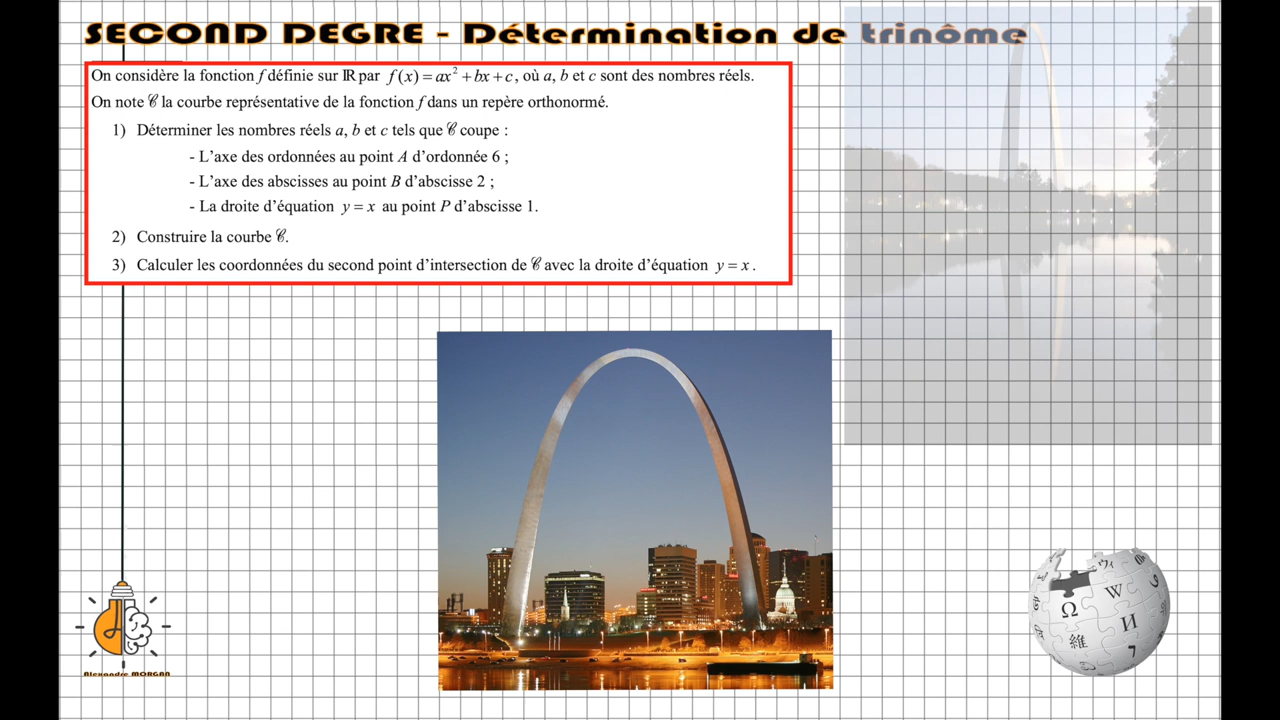 SECOND DEGRE - Détermination de trinôme
On considère la fonction f définie sur ℝ par f(x) = ax² + bx + c, où a, b et c sont des nombres réels.
On note 𝒞 la courbe représentative de la fonction f dans un repère orthonormé.
1) Déterminer les nombres réels a, b et c tels que 𝒞 coupe :
- L’axe des ordonnées au point A d’ordonnée 6 ;
- L’axe des abscisses au point B d’abscisse 2 ;
- La droite d’équation y = x au point P d’abscisse 1.
2) Construire la courbe 𝒞.
3) Calculer les coordonnées du second point d’intersection de 𝒞 avec la droite d’équation y = x .
Ω
W
維
И
7
Alexandre MORGAN